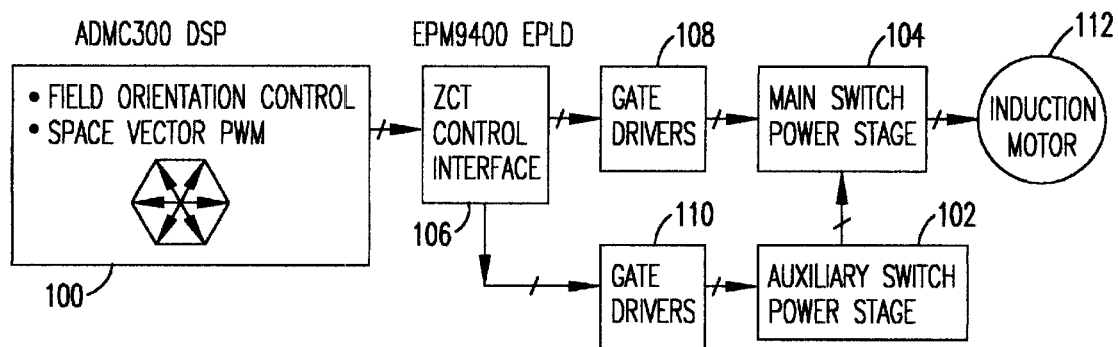 ADMC300 DSP
• FIELD ORIENTATION CONTROL
• SPACE VECTOR PWM
100
EPM9400 EPLD
ZCT
CONTROL
INTERFACE
106
108
GATE
DRIVERS
104
MAIN SWITCH
POWER STAGE
112
INDUCTION
MOTOR
110
GATE
DRIVERS
102
AUXILIARY SWITCH
POWER STAGE